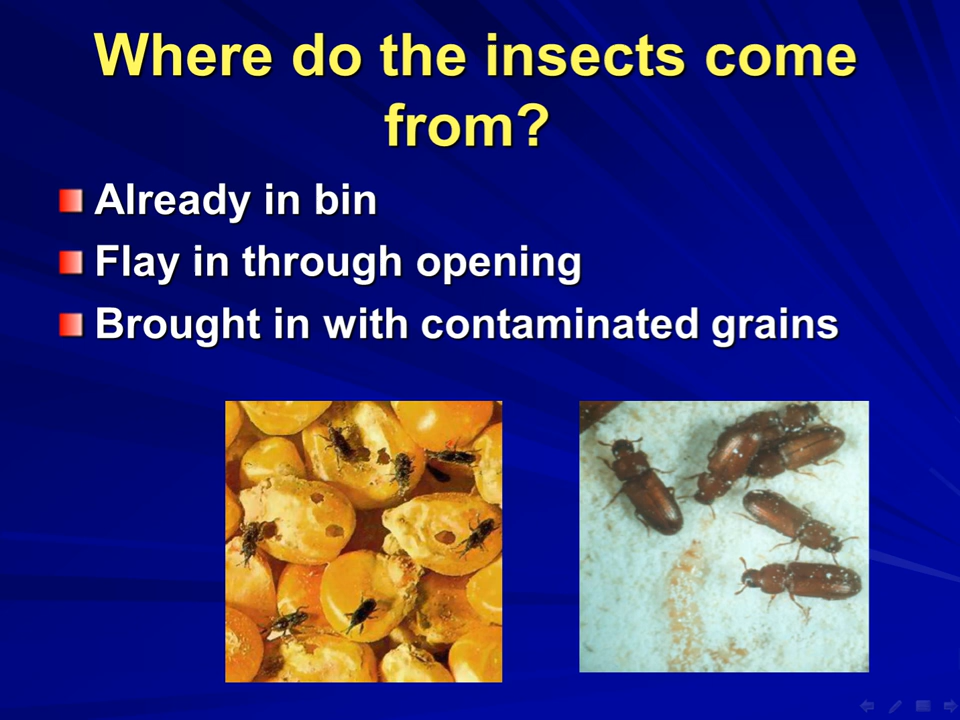 Where do the insects come
from?
Already in bin
Flay in through opening
Brought in with contaminated grains